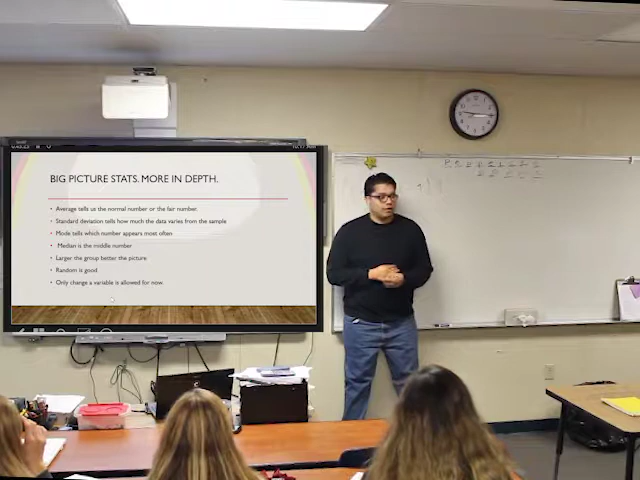 BIG PICTURE STATS. MORE IN DEPTH.
• Average tells us the normal number or the fair number.
• Standard deviation tells how much the data varies from the sample
• Mode tells which number appears most often
• Median is the middle number
• Larger the group better the picture
• Random is good
• Only change a variable is allowed for now.